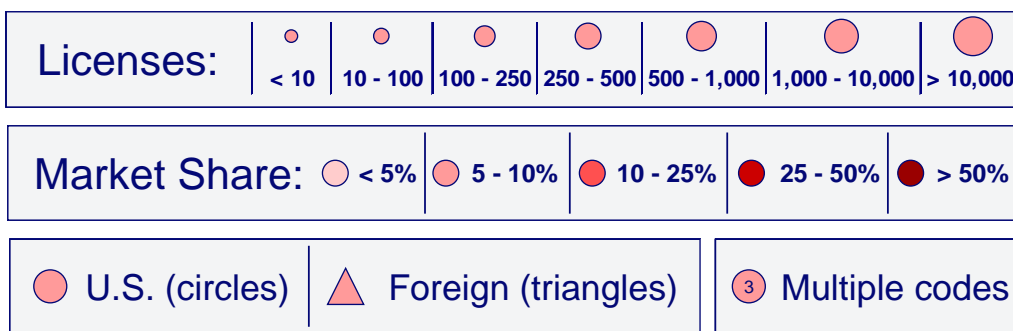 Licenses: < 10 10 - 100 100 - 250 250 - 500 500 - 1,000 1,000 - 10,000 > 10,000
Market Share: < 5% 5 - 10% 10 - 25% 25 - 50% > 50%
U.S. (circles) Foreign (triangles) 3 Multiple codes